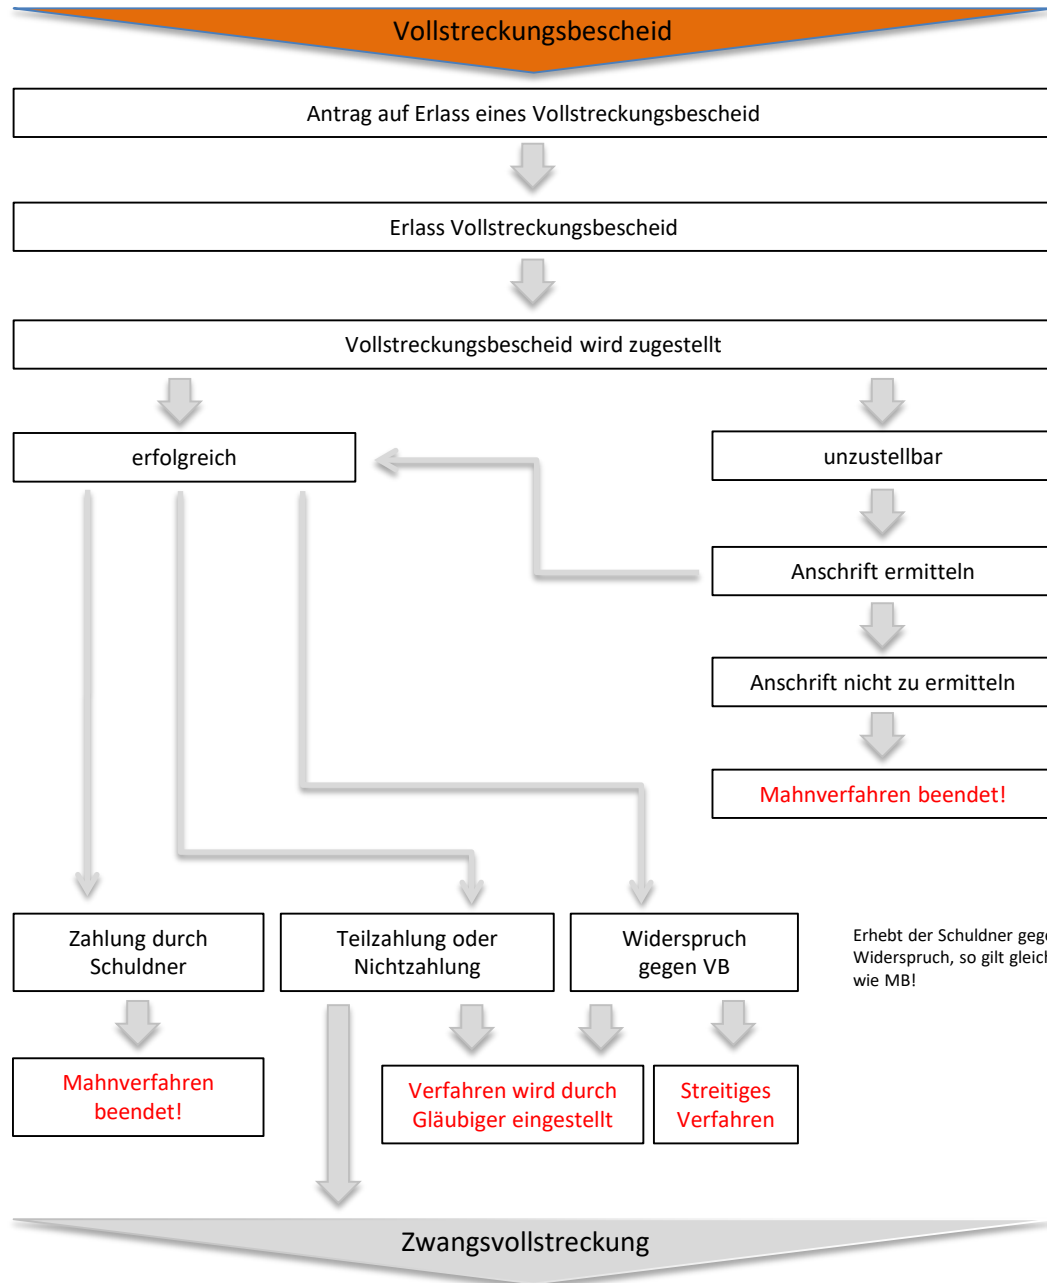 Vollstreckungsbescheid
Antrag auf Erlass eines Vollstreckungsbescheid
Erlass Vollstreckungsbescheid
Vollstreckungsbescheid wird zugestellt
erfolgreich
unzustellbar
Anschrift ermitteln
Anschrift nicht zu ermitteln
Mahnverfahren beendet!
Zahlung durch
Schuldner
Teilzahlung oder
Nichtzahlung
Widerspruch
gegen VB
Erhebt der Schuldner
Widerspruch, so gilt
wie MB!
Mahnverfahren
beendet!
Verfahren wird durch
Gläubiger eingestellt
Streitiges
Verfahren
Zwangsvollstreckung